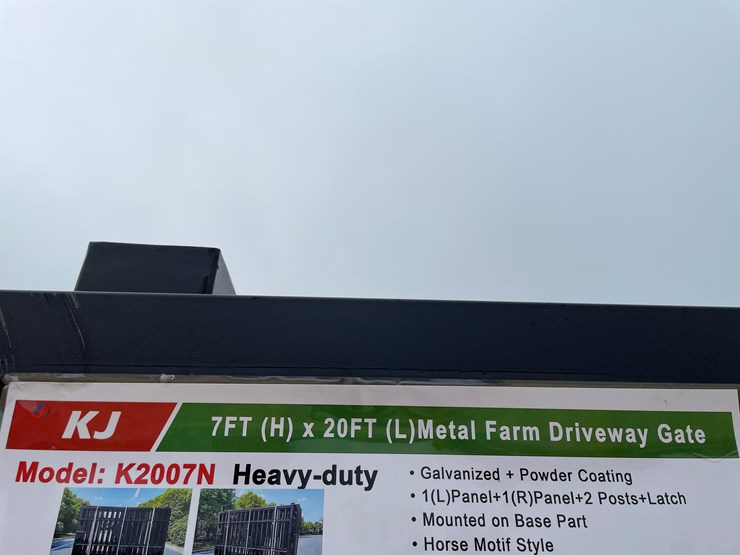 KJ 7FT (H) x 20FT (L)Metal Farm Driveway Gate
Model: K2007N Heavy-duty
• Galvanized + Powder Coating
• 1(L)Panel+1(R)Panel+2 Posts+Latch
• Mounted on Base Part
• Horse Motif Style